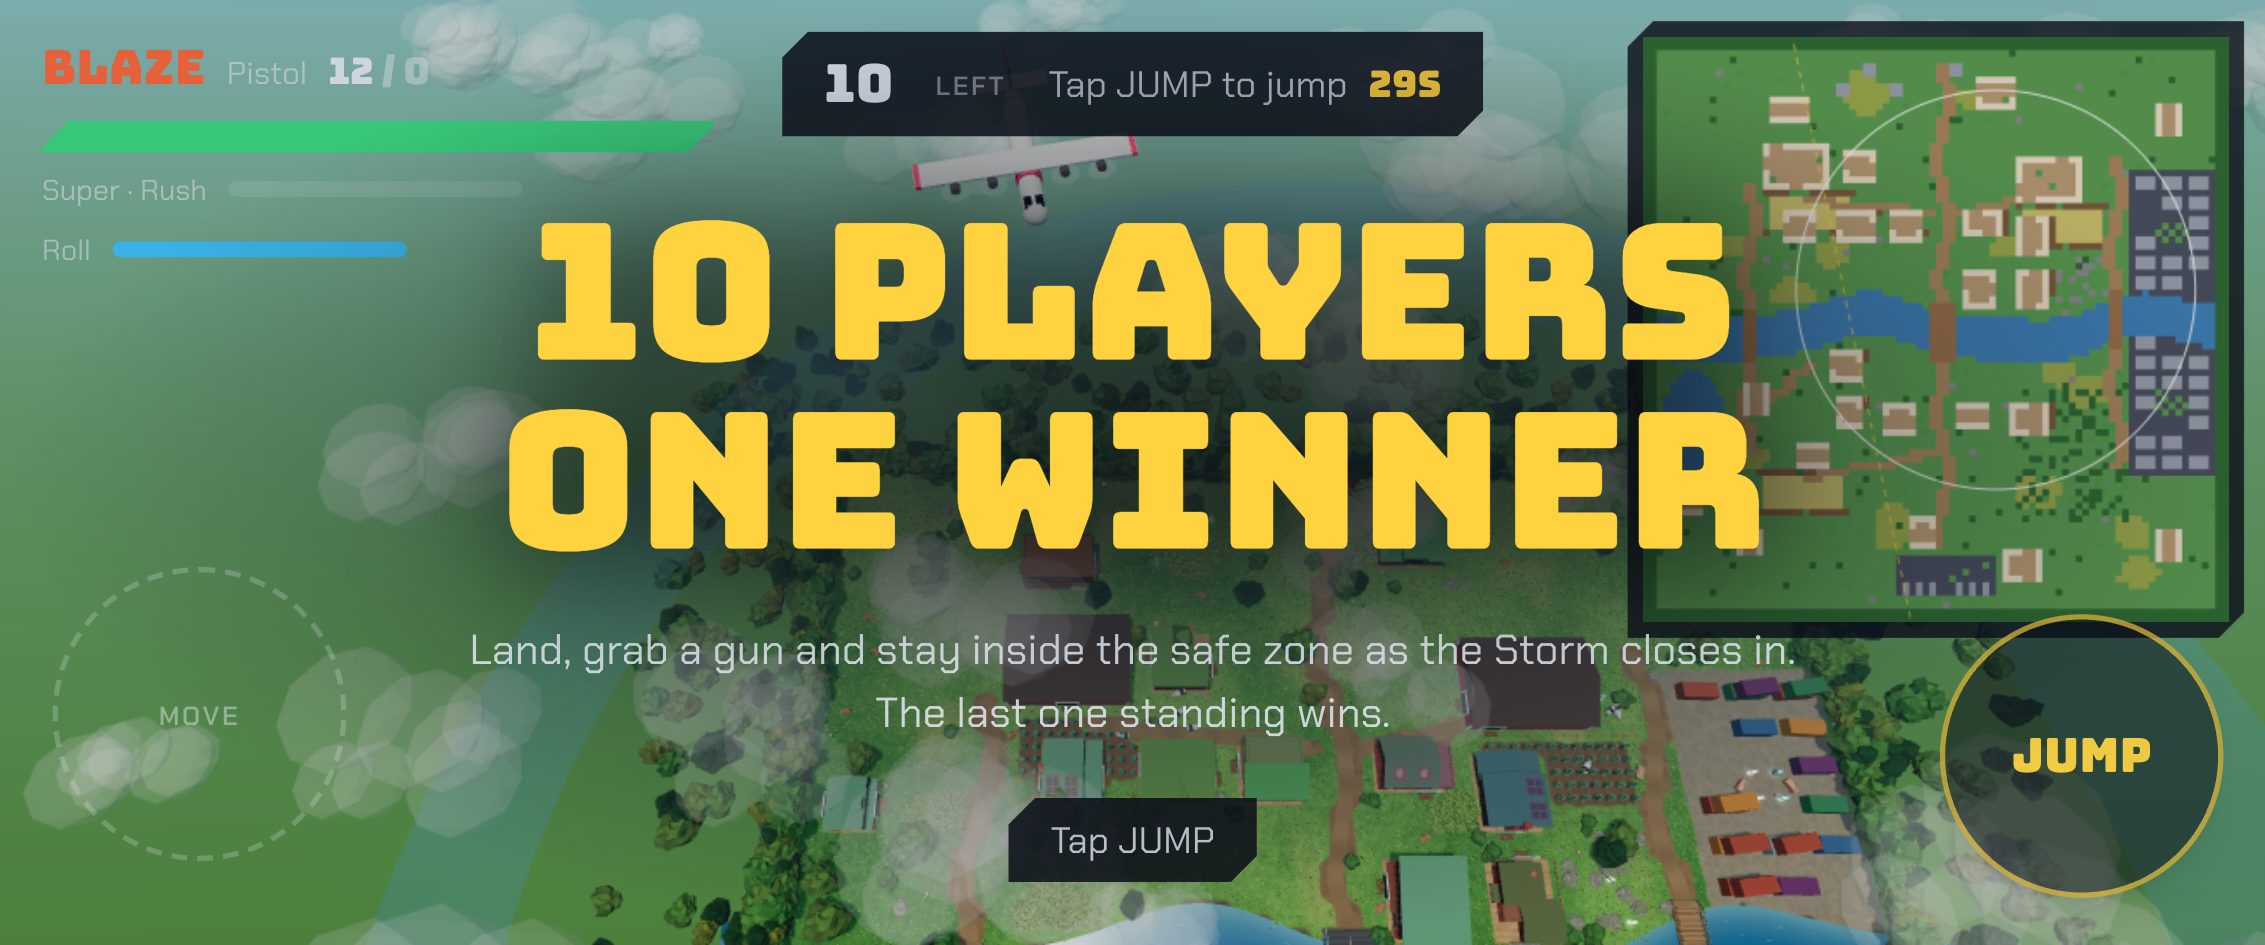 BLAZE Pistol 12 / 0
Super · Rush
Roll
10 LEFT Tap JUMP to jump 29S
10 PLAYERS
ONE WINNER
Land, grab a gun and stay inside the safe zone as the Storm closes in.
The last one standing wins.
MOVE
JUMP
Tap JUMP